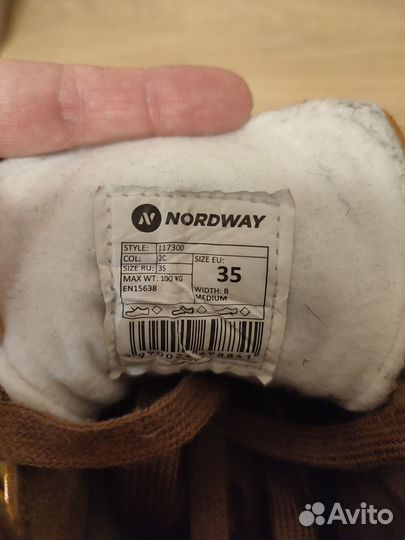 NORDWAY
STYLE: 117300
COL: 2C
SIZE RU: 35
MAX WT: 100 KG
EN15638
SIZE EU:
35
WIDTH: B
MEDIUM
Avito